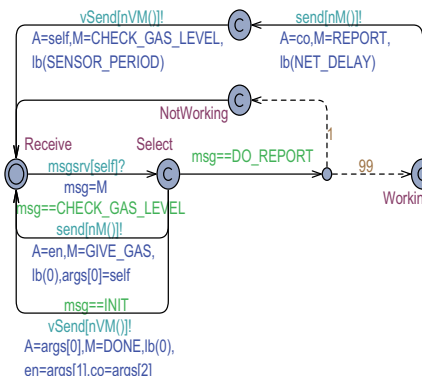 vSend[nVM()]!
A=self,M=CHECK_GAS_LEVEL,
lb(SENSOR_PERIOD)
C
send[nM()]!
A=co,M=REPORT,
lb(NET_DELAY)
C
NotWorking
Receive
Select
msgsrv[self]?
msg=M
C
msg==DO_REPORT
1
99
C
Workin
msg==CHECK_GAS_LEVEL
send[nM()]!
A=en,M=GIVE_GAS,
lb(0),args[0]=self
msg==INIT
vSend[nVM()]!
A=args[0],M=DONE,lb(0),
en=args[1],co=args[2]